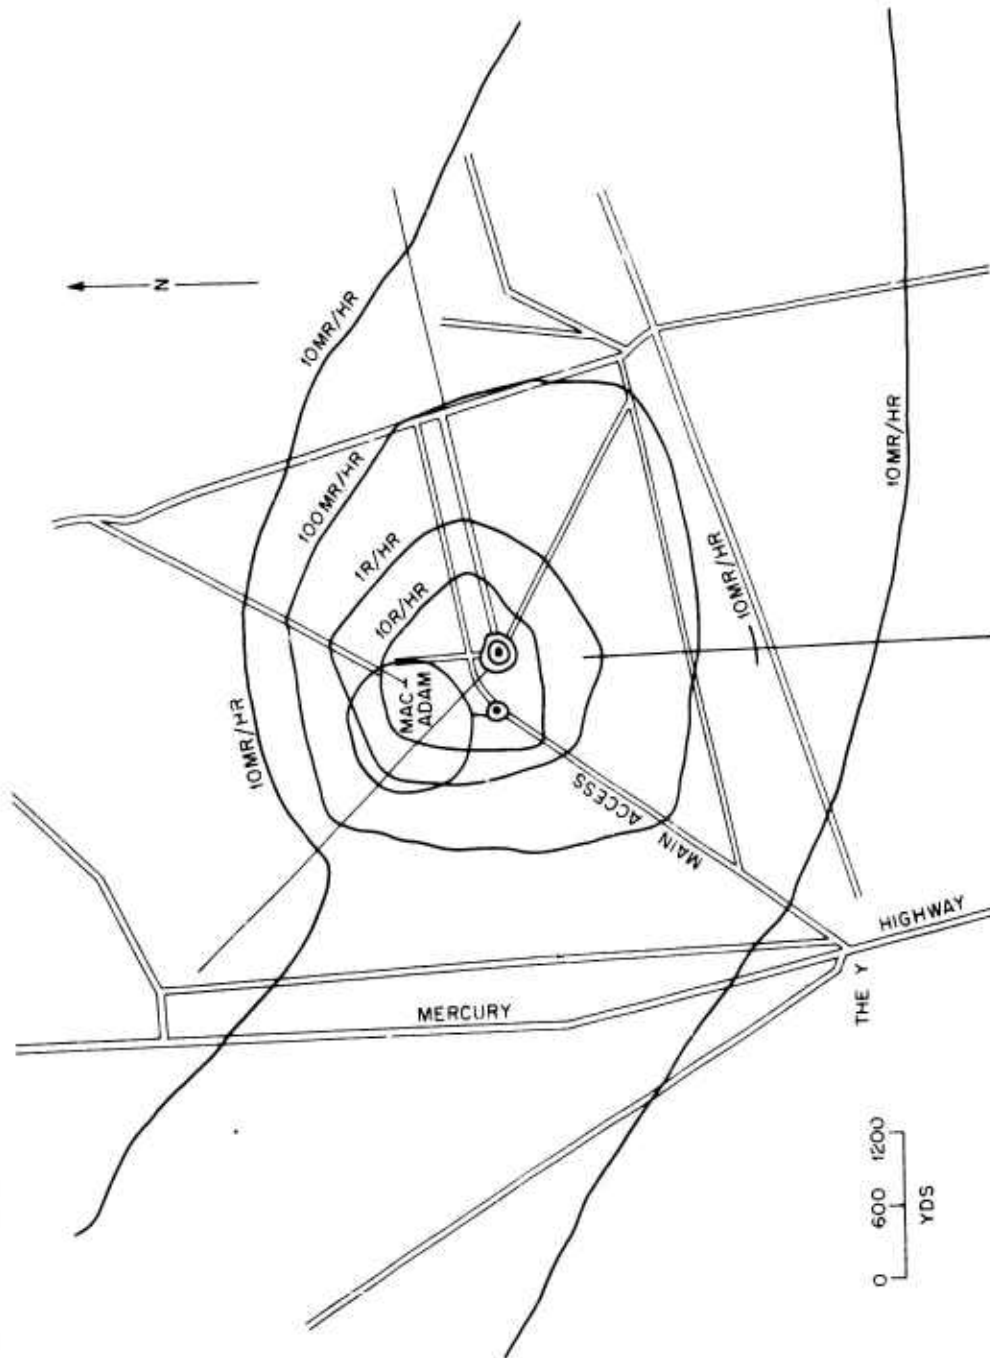 N
10MR/HR
10MR/HR
100MR/HR
1R/HR
10R/HR
MAC-
ADAM
10MR/HR
10MR/HR
MAIN ACCESS
MERCURY
HIGHWAY
THE Y
0 600 1200
YDS